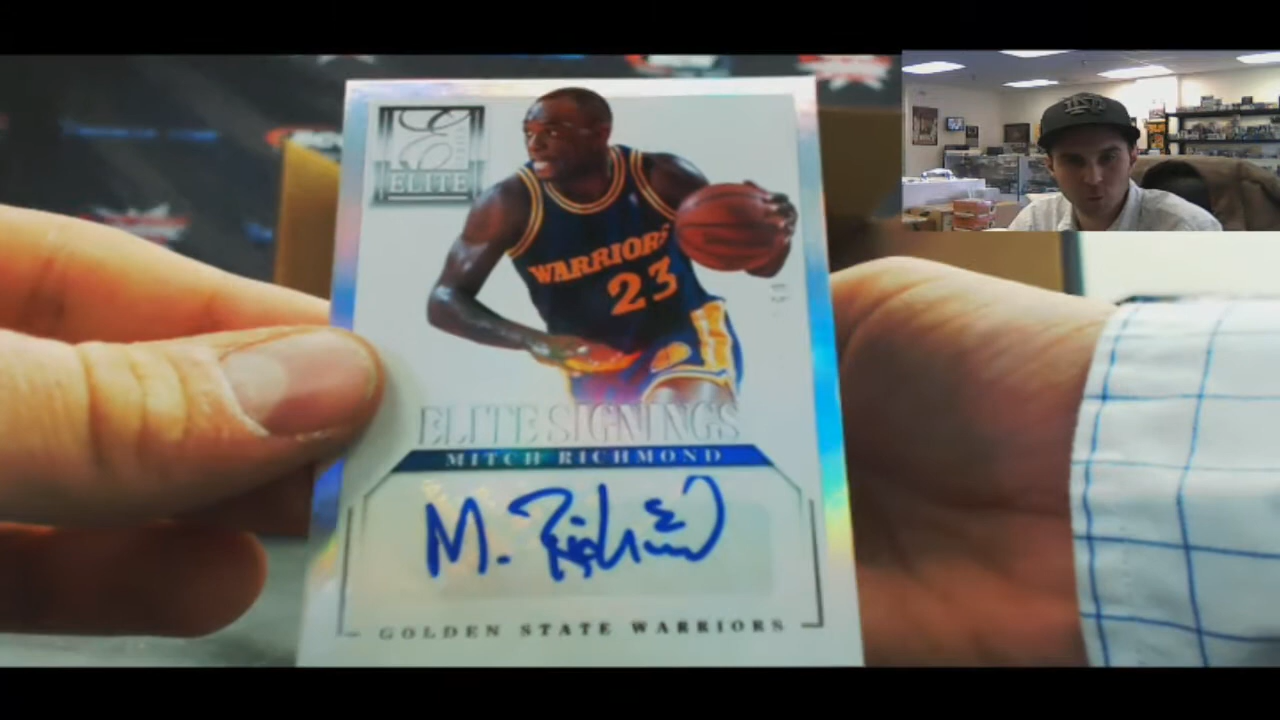 ELITE
WARRIORS
23
ELITE SIGNINGS
MITCH RICHMOND
M. Richmond
GOLDEN STATE WARRIORS